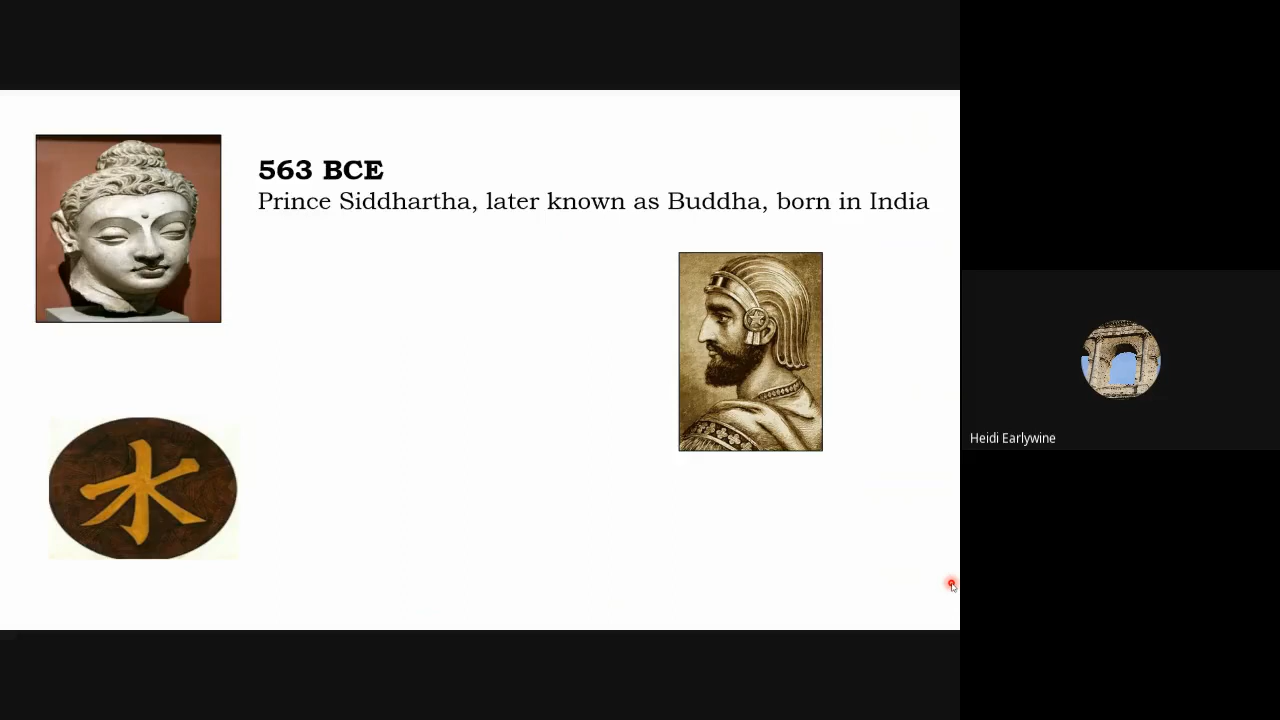 563 BCE
Prince Siddhartha, later known as Buddha, born in India
水
Heidi Earlywine